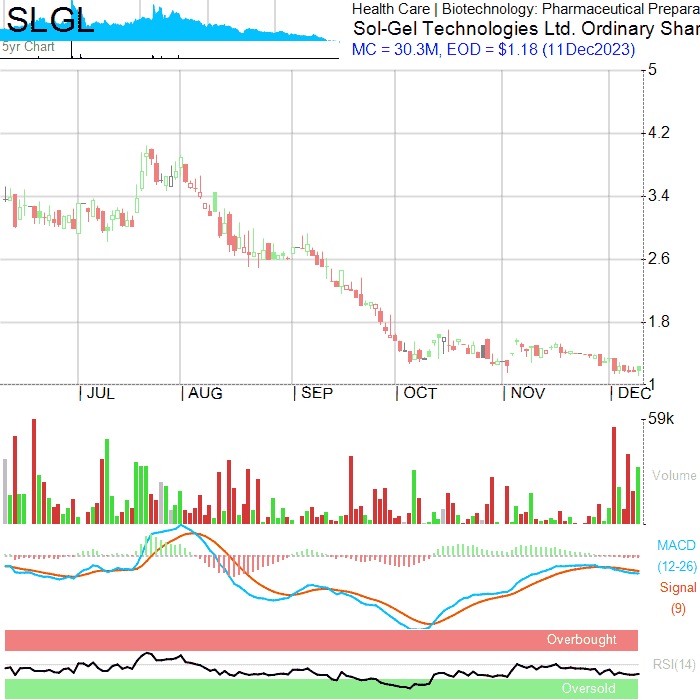 SLGL
5yr Chart
Health Care | Biotechnology: Pharmaceutical Prepara
Sol-Gel Technologies Ltd. Ordinary Shar
MC = 30.3M, EOD = $1.18 (11Dec2023)
5
4.2
3.4
2.6
1.8
1
JUL AUG SEP OCT NOV DEC
59k
Volume
MACD
(12-26)
Signal
(9)
Overbought
RSI(14)
Oversold